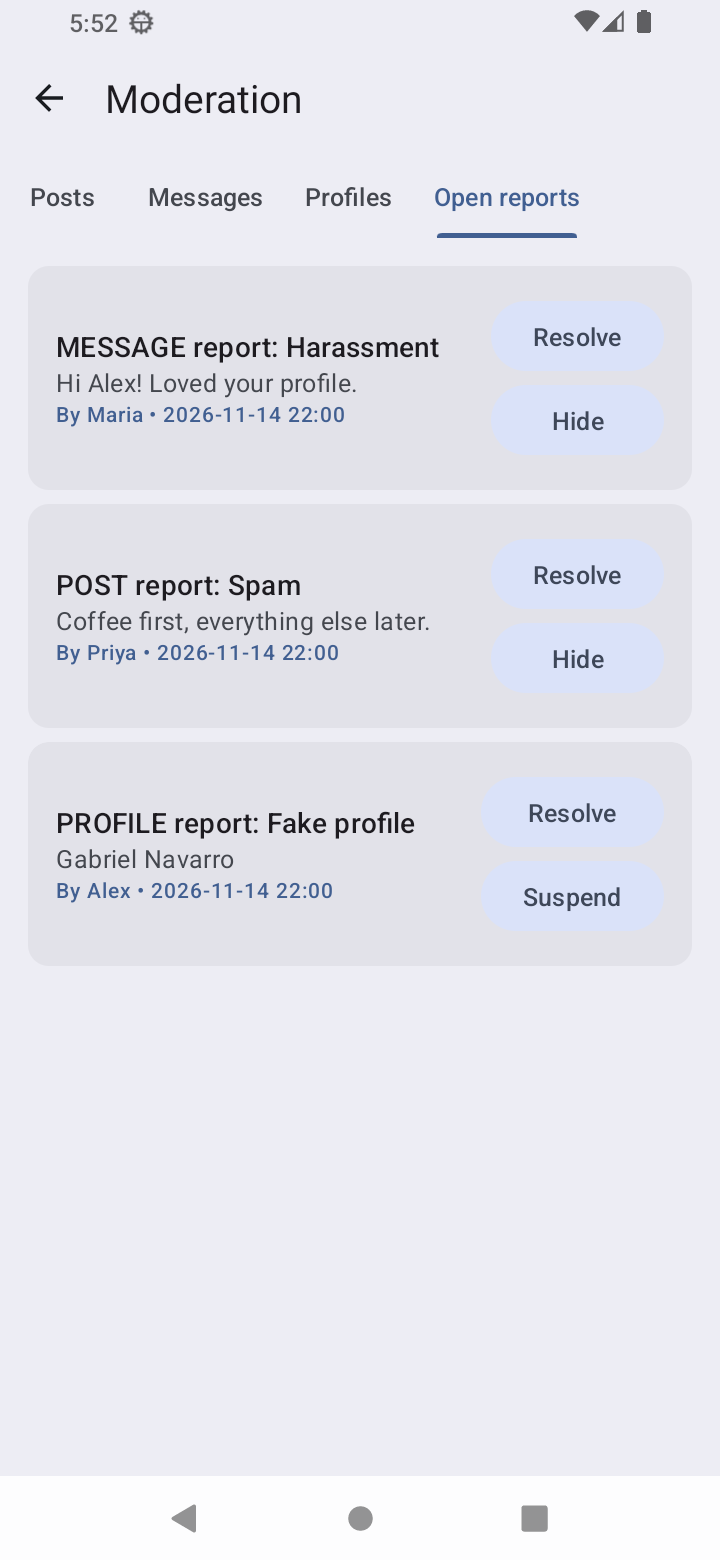 5:52
Moderation
Posts Messages Profiles Open reports
MESSAGE report: Harassment
Hi Alex! Loved your profile.
By Maria • 2026-11-14 22:00
Resolve
Hide
POST report: Spam
Coffee first, everything else later.
By Priya • 2026-11-14 22:00
Resolve
Hide
PROFILE report: Fake profile
Gabriel Navarro
By Alex • 2026-11-14 22:00
Resolve
Suspend